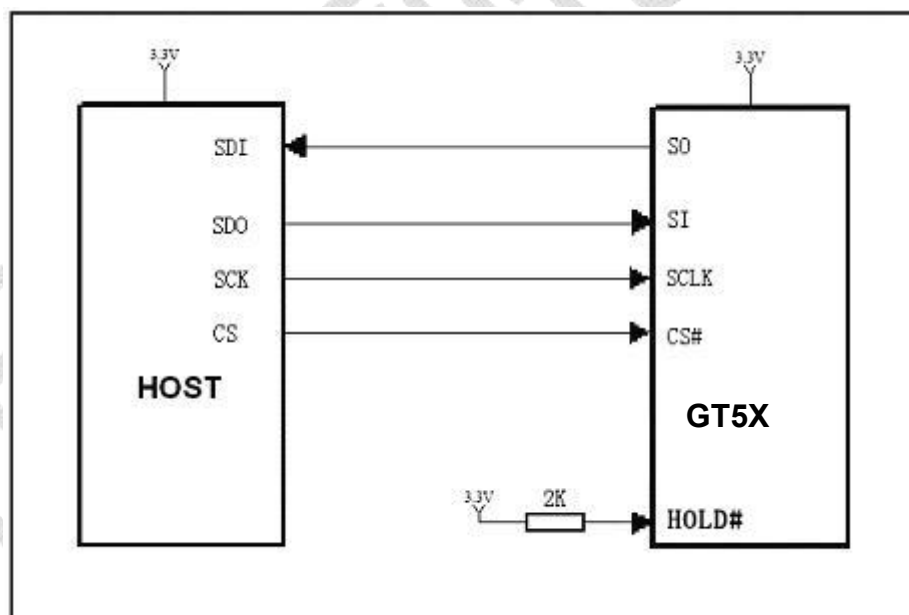 3.3V 3.3V
SDI SO
SDO SI
SCK SCLK
CS CS#
HOST GT5X
3.3V 2K HOLD#